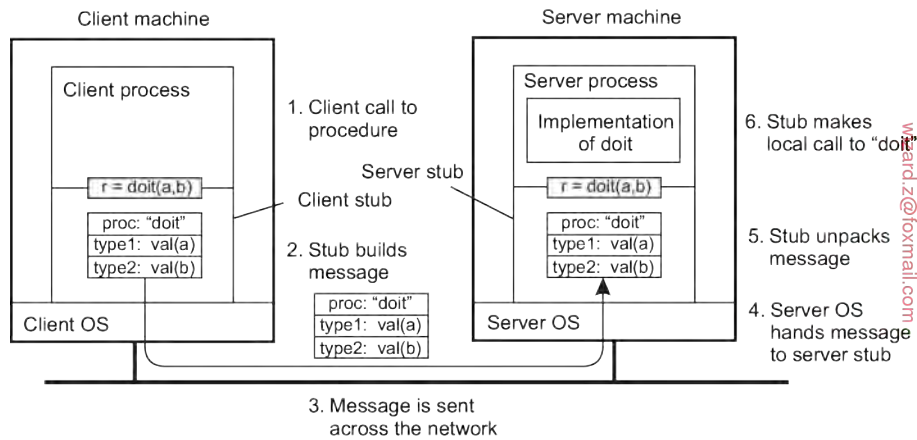 Client machine
Server machine
Client process
1. Client call to
procedure
r = doit(a,b)
Client stub
proc: "doit"
type1: val(a)
type2: val(b)
2. Stub builds
message
proc: "doit"
type1: val(a)
type2: val(b)
Client OS
Server process
Implementation
of doit
Server stub
r = doit(a,b)
proc: "doit"
type1: val(a)
type2: val(b)
Server OS
6. Stub makes
local call to "doit"
5. Stub unpacks
message
4. Server OS
hands message
to server stub
3. Message is sent
across the network
wizard.z@foxmail.com